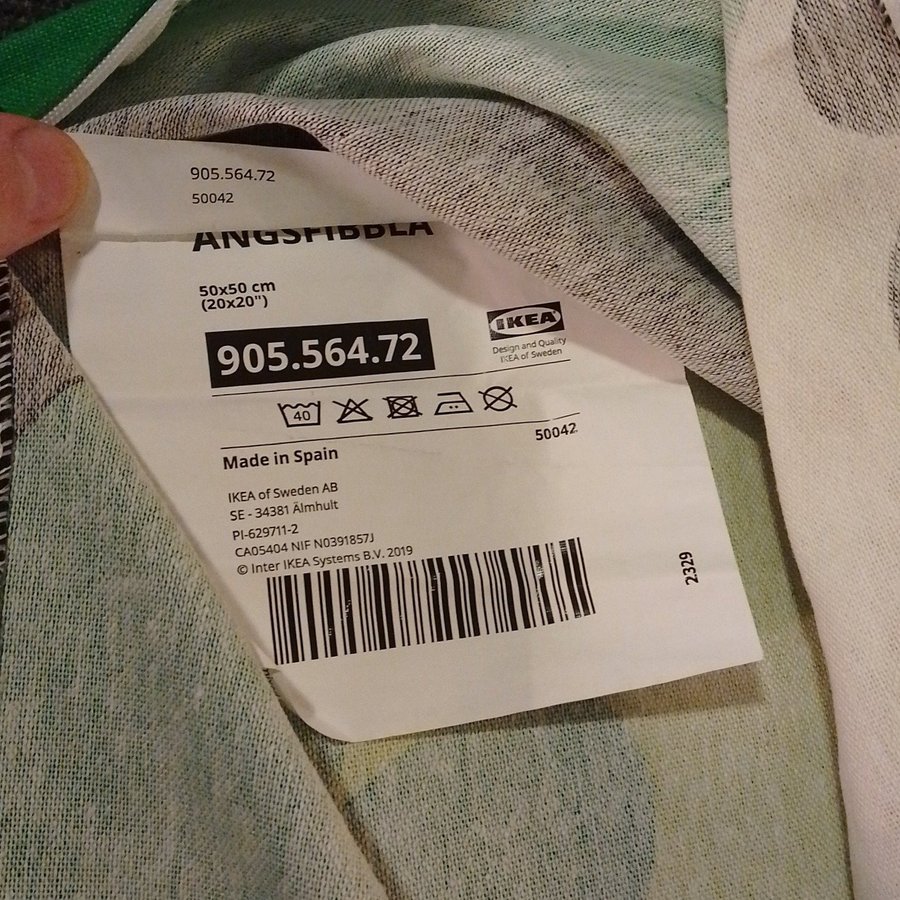 905.564.72
50042
ANGSFIBBLA
50x50 cm
(20x20")
905.564.72
IKEA
Design and Quality
IKEA of Sweden
40
50042
Made in Spain
IKEA of Sweden AB
SE - 34381 Älmhult
PI-629711-2
CA05404 NIF N0391857J
© Inter IKEA Systems B.V. 2019
2329